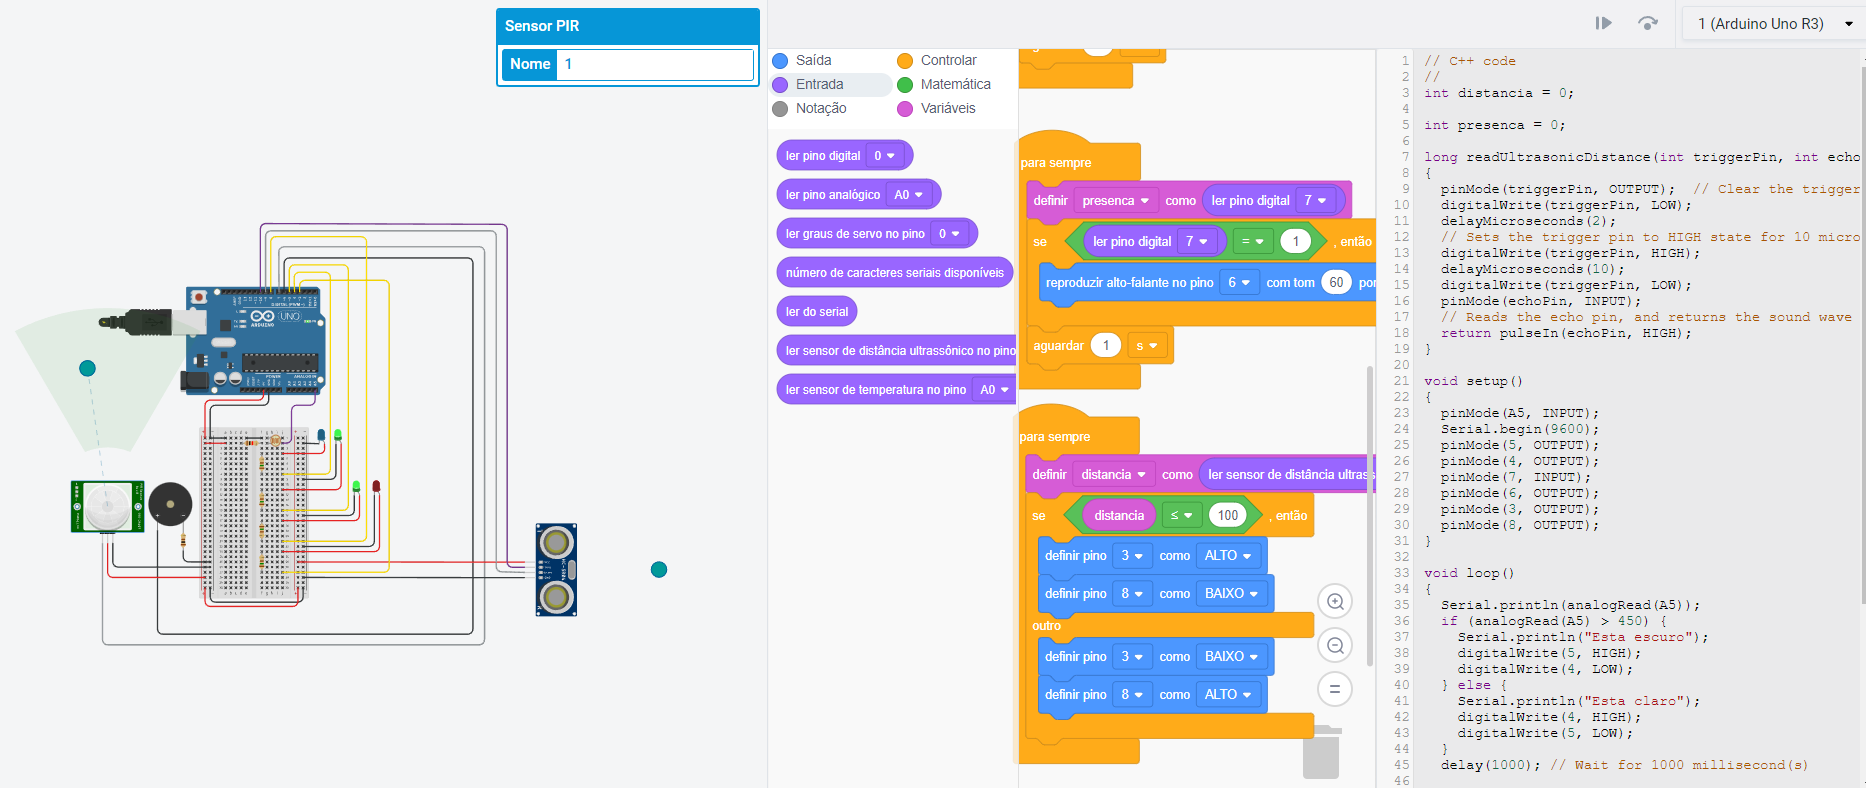 Sensor PIR
Nome 1
1 (Arduino Uno R3)
Saída
Controlar
Entrada
Matemática
Notação
Variáveis
ler pino digital 0
ler pino analógico A0
ler graus de servo no pino 0
número de caracteres seriais disponíveis
ler do serial
ler sensor de distância ultrassônico no pino
ler sensor de temperatura no pino A0
para sempre
definir presenca como ler pino digital 7
se ler pino digital 7 = 1 , então
reproduzir alto-falante no pino 6 com tom 60 por
aguardar 1 s
para sempre
definir distancia como ler sensor de distância ultrass
se distancia ≤ 100 , então
definir pino 3 como ALTO
definir pino 8 como BAIXO
outro
definir pino 3 como BAIXO
definir pino 8 como ALTO
1 // C++ code
2 //
3 int distancia = 0;
4
5 int presenca = 0;
6
7 long readUltrasonicDistance(int triggerPin, int echo
8 {
9 pinMode(triggerPin, OUTPUT);  // Clear the trigger
10 digitalWrite(triggerPin, LOW);
11 delayMicroseconds(2);
12 // Sets the trigger pin to HIGH state for 10 micro
13 digitalWrite(triggerPin, HIGH);
14 delayMicroseconds(10);
15 digitalWrite(triggerPin, LOW);
16 pinMode(echoPin, INPUT);
17 // Reads the echo pin, and returns the sound wave
18 return pulseIn(echoPin, HIGH);
19 }
20
21 void setup()
22 {
23 pinMode(A5, INPUT);
24 Serial.begin(9600);
25 pinMode(5, OUTPUT);
26 pinMode(4, OUTPUT);
27 pinMode(7, INPUT);
28 pinMode(6, OUTPUT);
29 pinMode(3, OUTPUT);
30 pinMode(8, OUTPUT);
31 }
32
33 void loop()
34 {
35 Serial.println(analogRead(A5));
36 if (analogRead(A5) > 450) {
37 Serial.println("Esta escuro");
38 digitalWrite(5, HIGH);
39 digitalWrite(4, LOW);
40 } else {
41 Serial.println("Esta claro");
42 digitalWrite(4, HIGH);
43 digitalWrite(5, LOW);
44 }
45 delay(1000); // Wait for 1000 millisecond(s)
46
UNO
ARDUINO